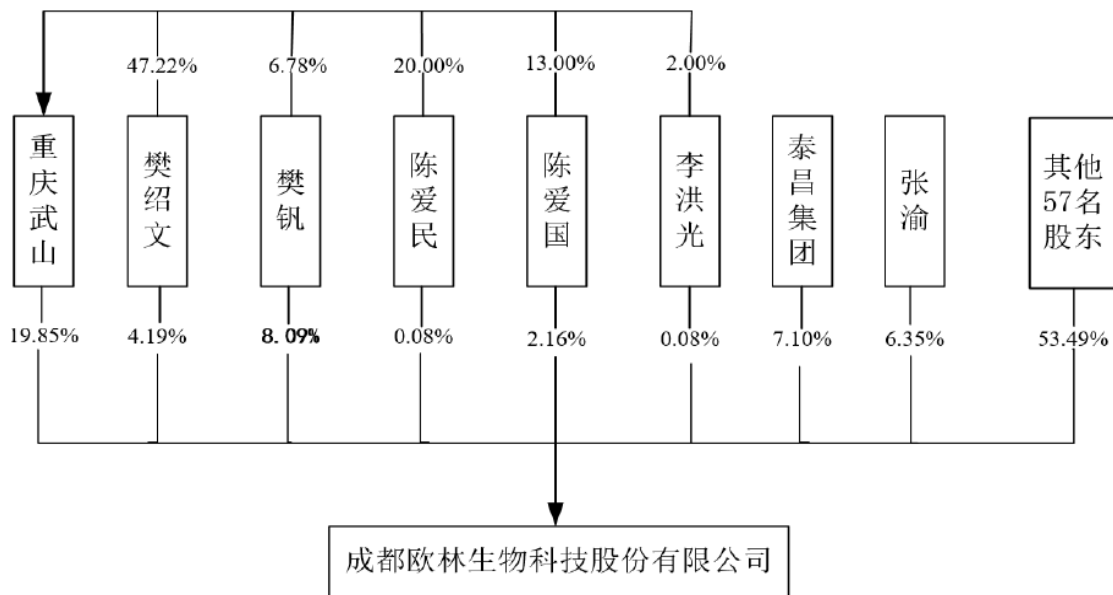 47.22%
6.78%
20.00%
13.00%
2.00%
重庆武山
樊绍文
樊钒
陈爱民
陈爱国
李洪光
泰昌集团
张渝
其他
57名
股东
19.85%
4.19%
8.09%
0.08%
2.16%
0.08%
7.10%
6.35%
53.49%
成都欧林生物科技股份有限公司